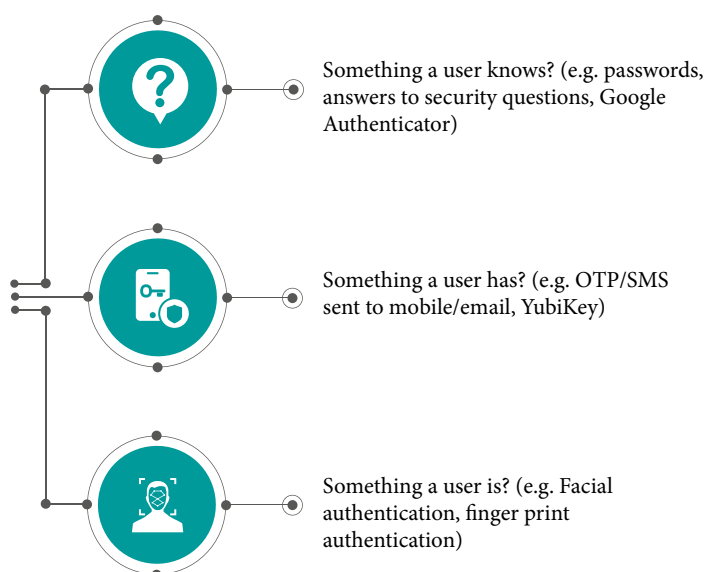 Something a user knows? (e.g. passwords,
answers to security questions, Google
Authenticator)
Something a user has? (e.g. OTP/SMS
sent to mobile/email, YubiKey)
Something a user is? (e.g. Facial
authentication, finger print
authentication)